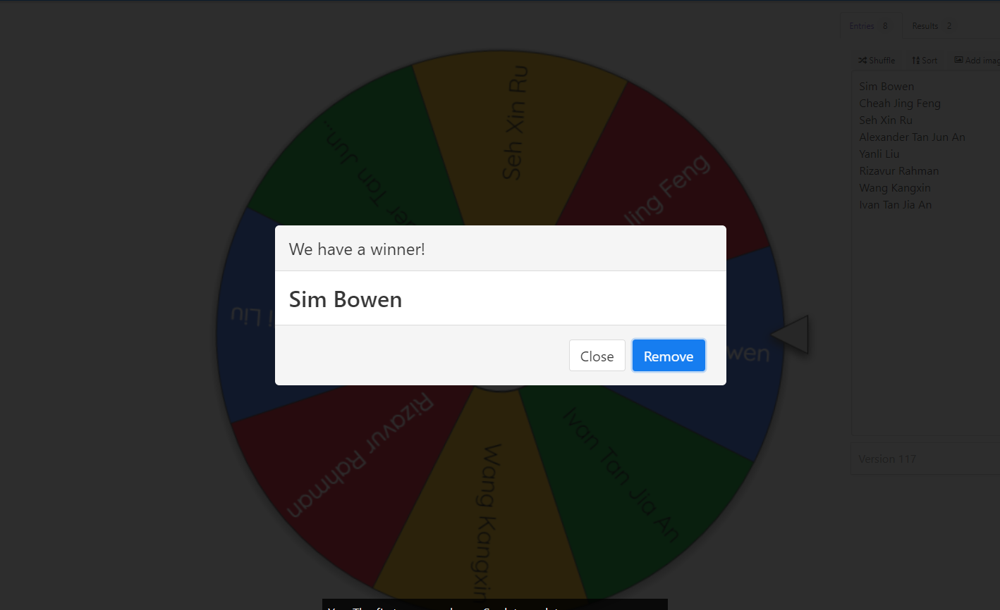 Entries 8 Results 2
Shuffle Sort Add imag
Sim Bowen
Cheah Jing Feng
Seh Xin Ru
Alexander Tan Jun An
Yanli Liu
Rizavur Rahman
Wang Kangxin
Ivan Tan Jia An
Version 117
Seh Xin Ru
Jing Feng
wen
Ivan Tan Jia An
Wang Kangxin
Rizavur Rahman
i Liu
er Tan Jun...
We have a winner!
Sim Bowen
Close Remove